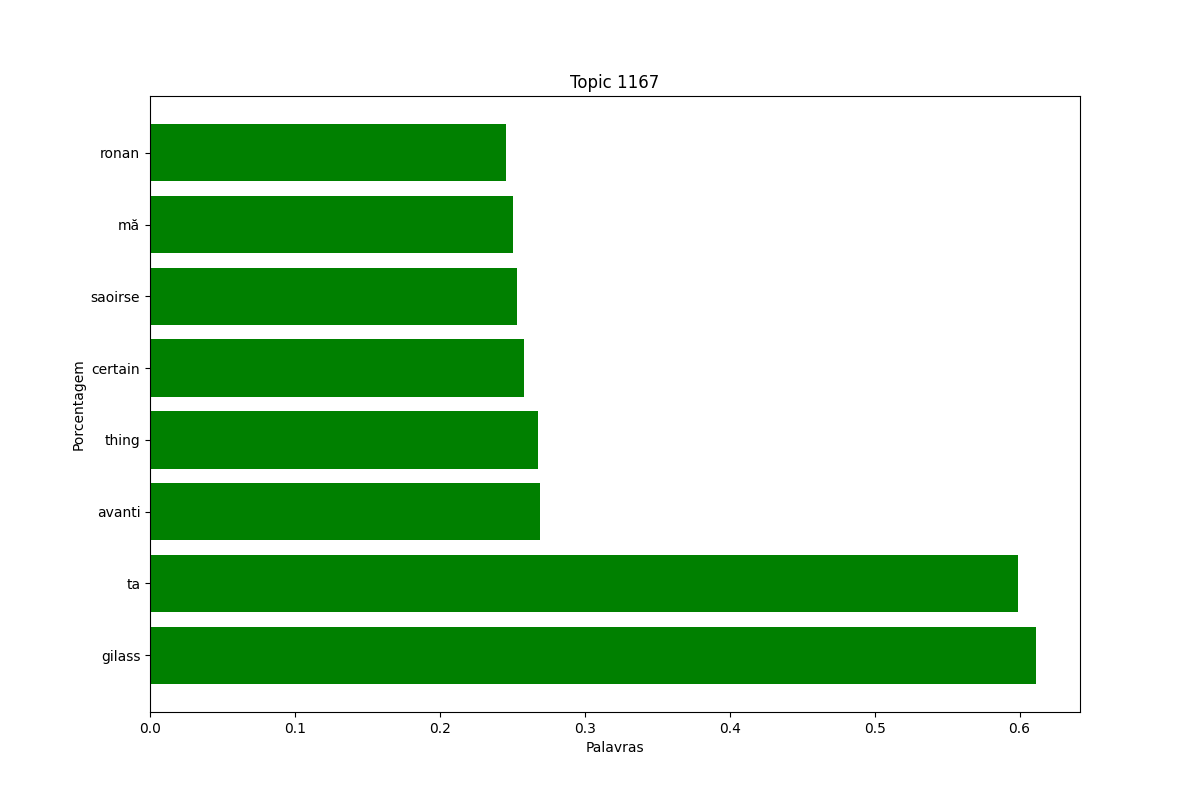 Topic 1167
ronan
mă
saoirse
certain
thing
avanti
ta
gilass
Porcentagem
0.0 0.1 0.2 0.3 0.4 0.5 0.6
Palavras